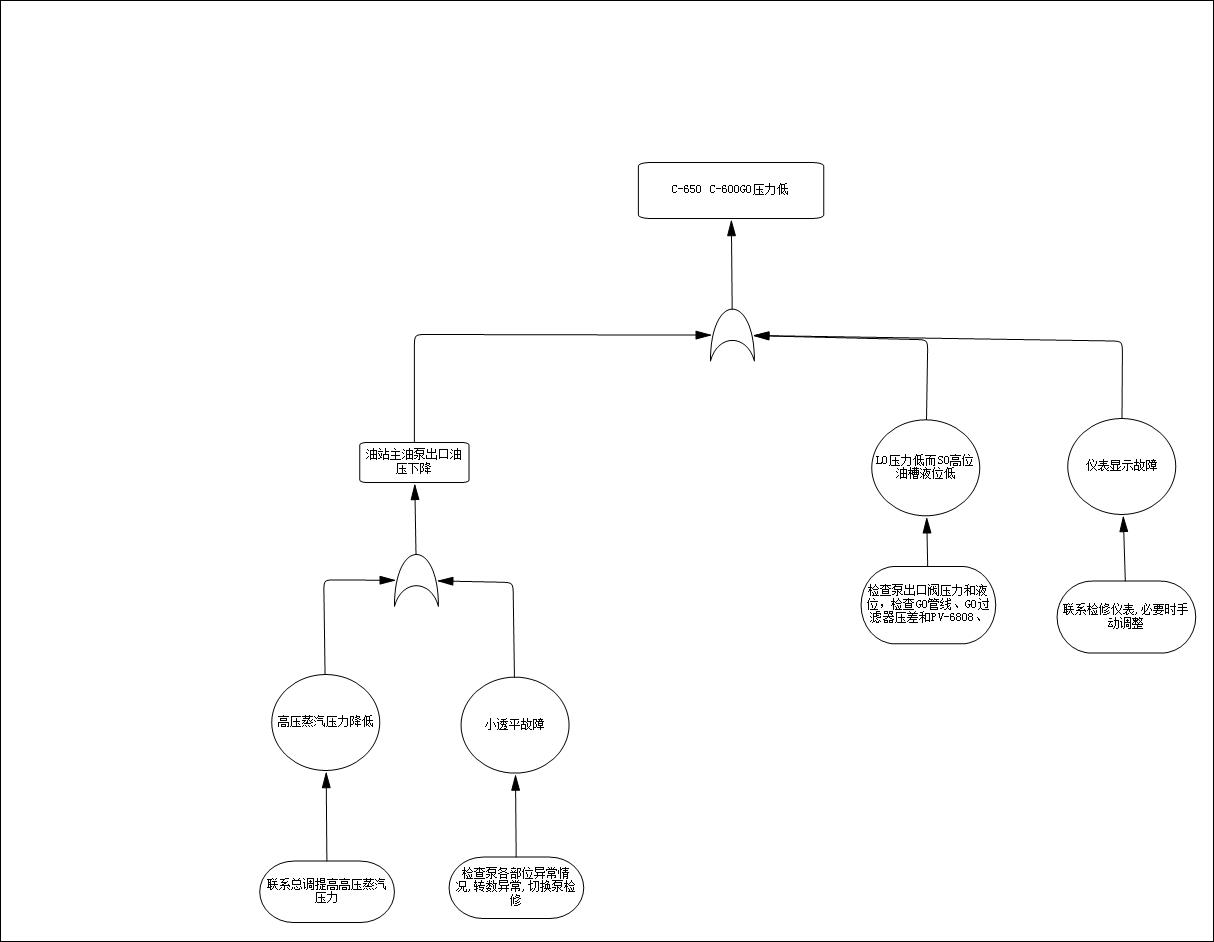 C-650 C-600GO压力低
油站主油泵出口油
压下降
LO压力低而SO高位
油槽液位低
仪表显示故障
检查泵出口阀压力和液
位，检查GO管线、GO过
滤器压差和PV-6808、
联系检修仪表,必要时手
动调整
高压蒸汽压力降低
小透平故障
联系总调提高高压蒸汽
压力
检查泵各部位异常情
况,转数异常,切换泵检
修